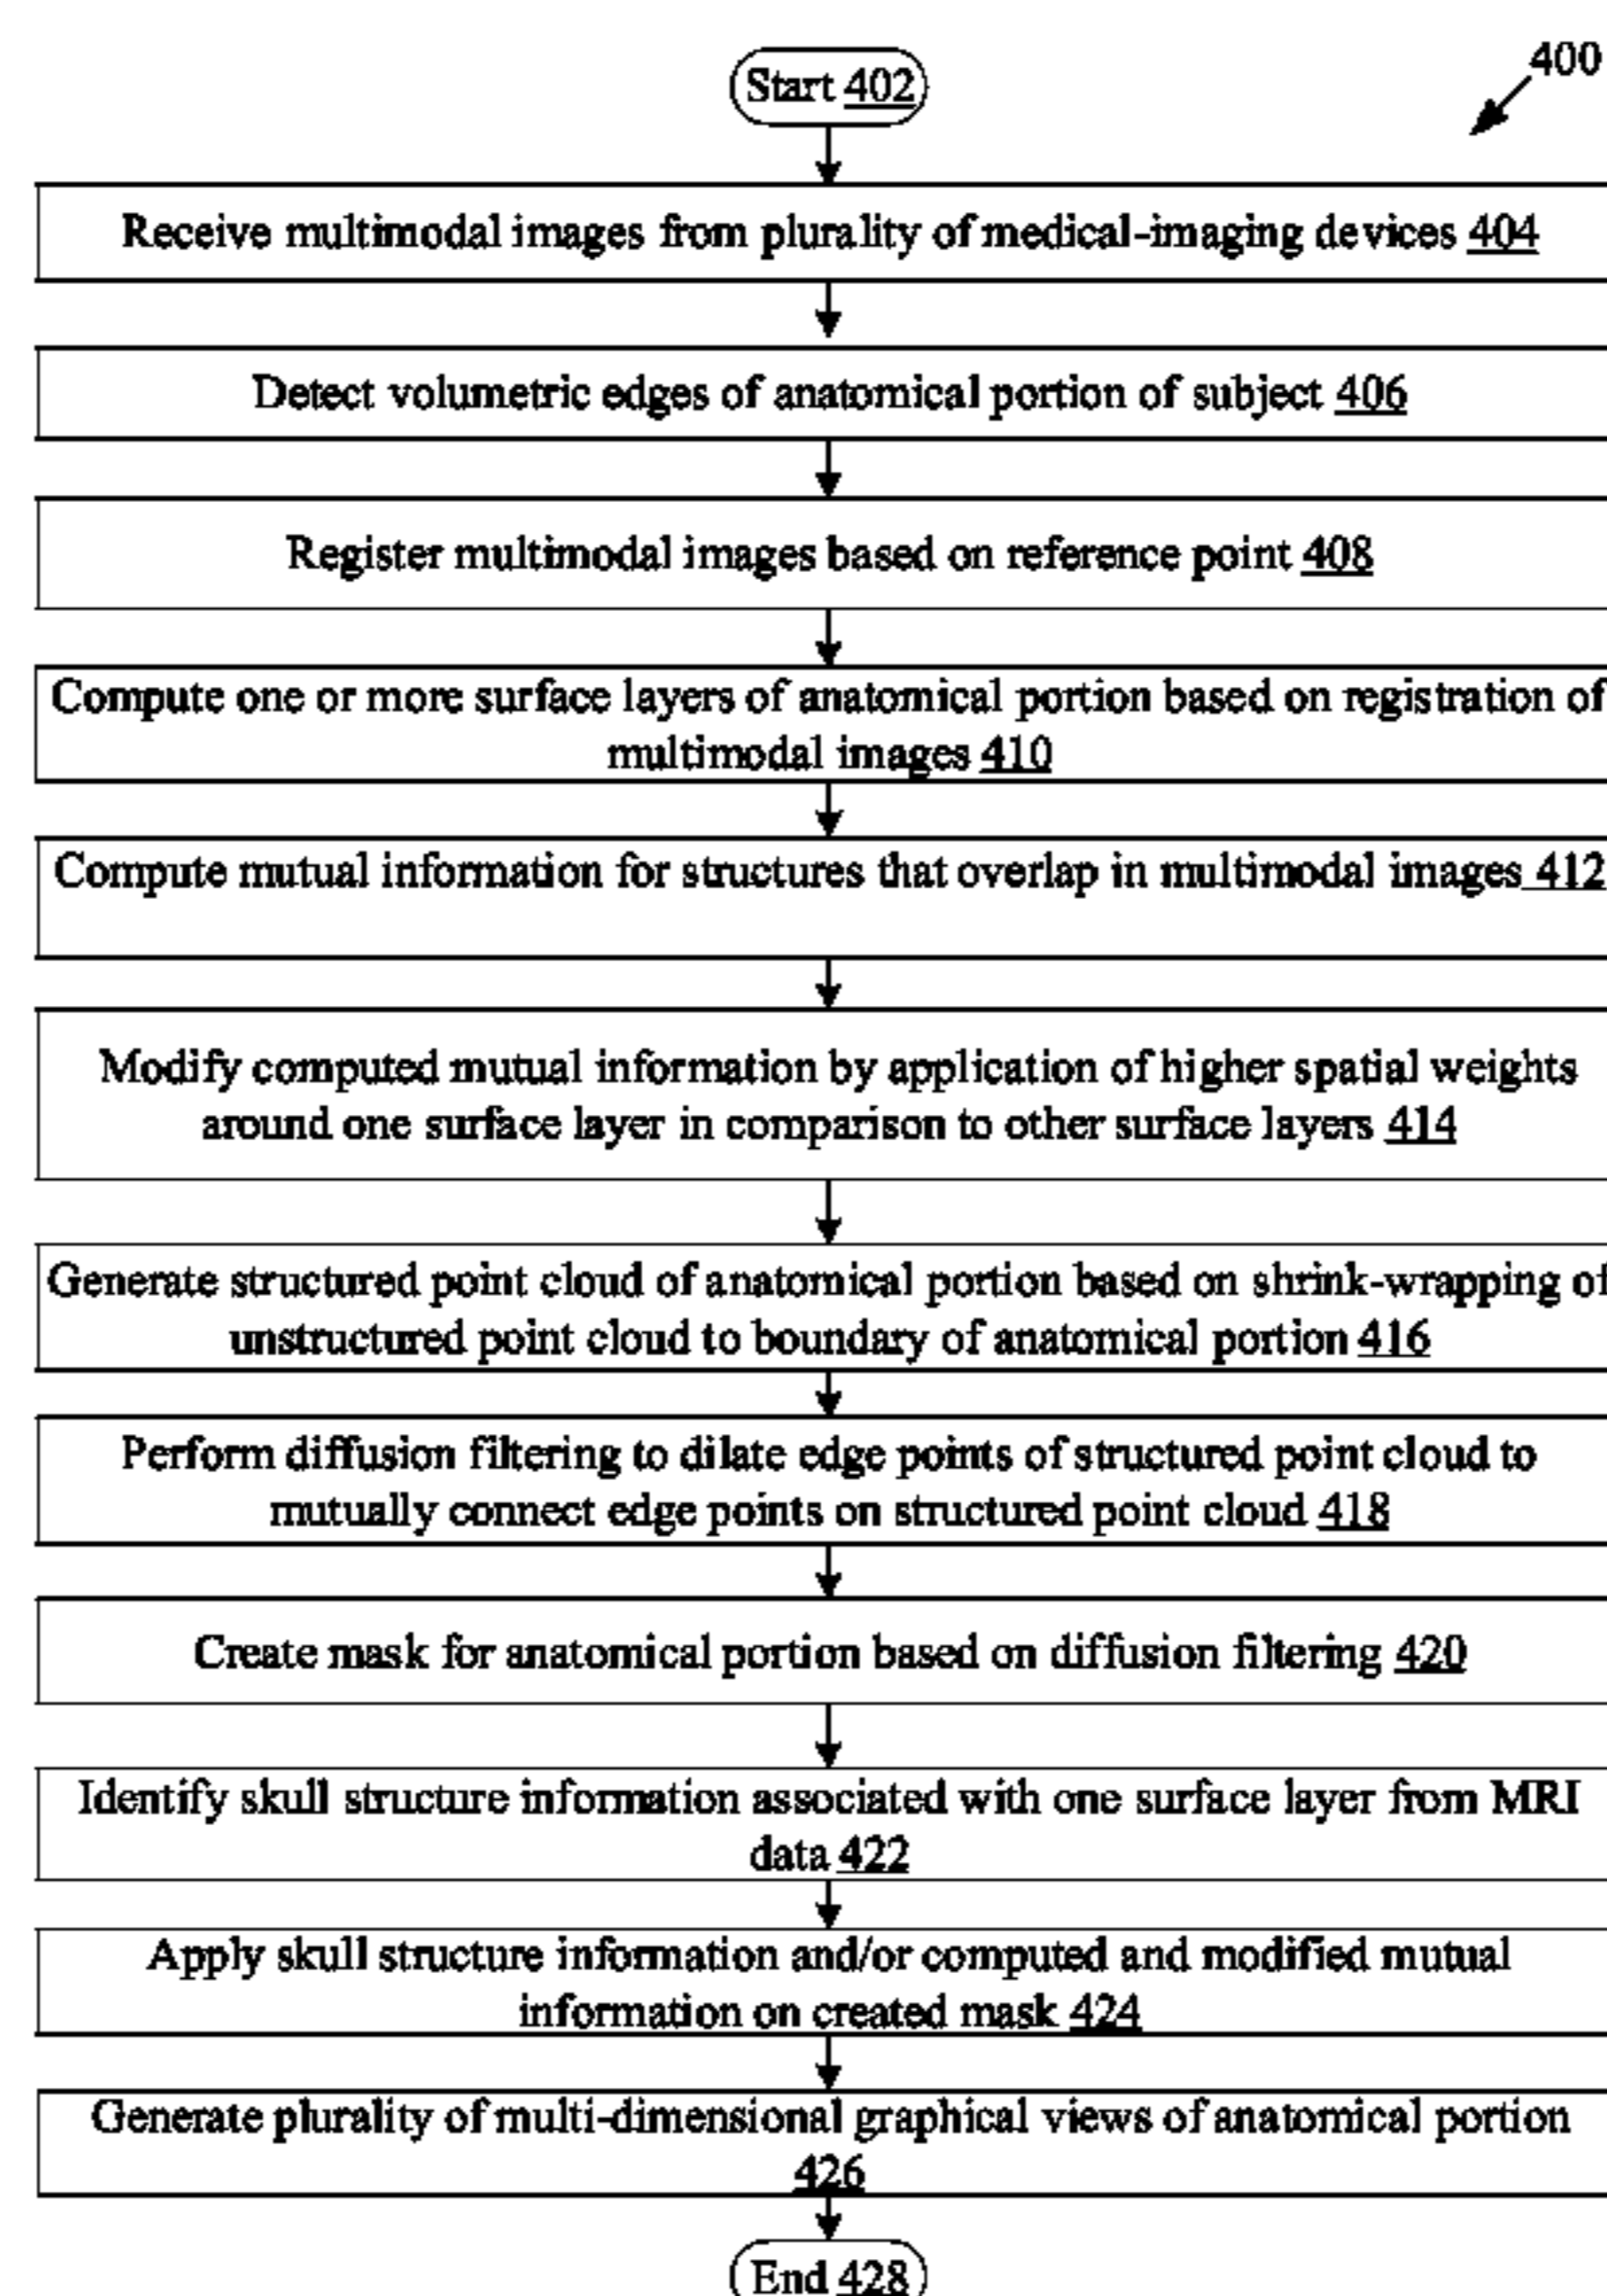 400
Start 402
Receive multimodal images from plurality of medical-imaging devices 404
Detect volumetric edges of anatomical portion of subject 406
Register multimodal images based on reference point 408
Compute one or more surface layers of anatomical portion based on registration of
multimodal images 410
Compute mutual information for structures that overlap in multimodal images 412
Modify computed mutual information by application of higher spatial weights
around one surface layer in comparison to other surface layers 414
Generate structured point cloud of anatomical portion based on shrink-wrapping of
unstructured point cloud to boundary of anatomical portion 416
Perform diffusion filtering to dilate edge points of structured point cloud to
mutually connect edge points on structured point cloud 418
Create mask for anatomical portion based on diffusion filtering 420
Identify skull structure information associated with one surface layer from MRI
data 422
Apply skull structure information and/or computed and modified mutual
information on created mask 424
Generate plurality of multi-dimensional graphical views of anatomical portion
426
End 428